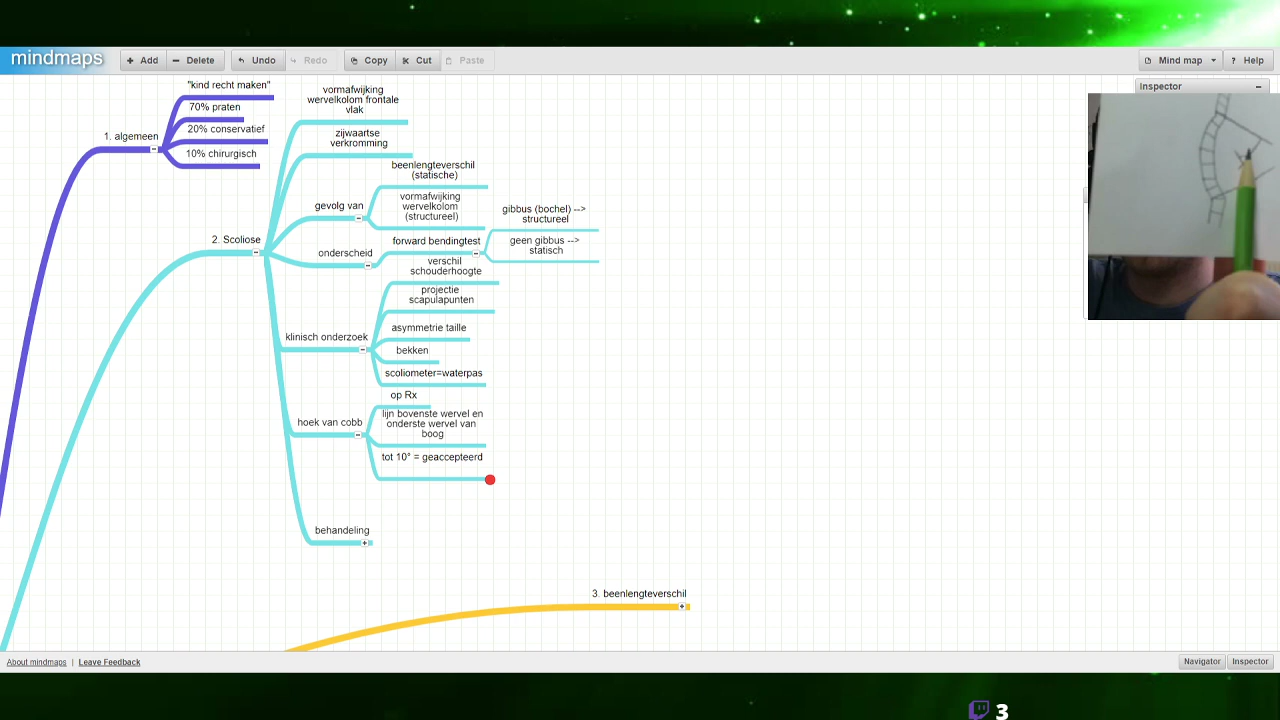 mindmaps
Add
Delete
Undo
Redo
Copy
Cut
Paste
Mind map
? Help
Inspector
1. algemeen
"kind recht maken"
70% praten
20% conservatief
10% chirurgisch
2. Scoliose
vormafwijking
wervelkolom frontale
vlak
zijwaartse
verkromming
gevolg van
beenlengteverschil
(statische)
vormafwijking
wervelkolom
(structureel)
onderscheid
forward bendingtest
gibbus (bochel) -->
structureel
geen gibbus -->
statisch
klinisch onderzoek
verschil
schouderhoogte
projectie
scapulapunten
asymmetrie taille
bekken
scoliometer=waterpas
hoek van cobb
op Rx
lijn bovenste wervel en
onderste wervel van
boog
tot 10° = geaccepteerd
behandeling
3. beenlengteverschil
About mindmaps | Leave Feedback
Navigator
Inspector
3